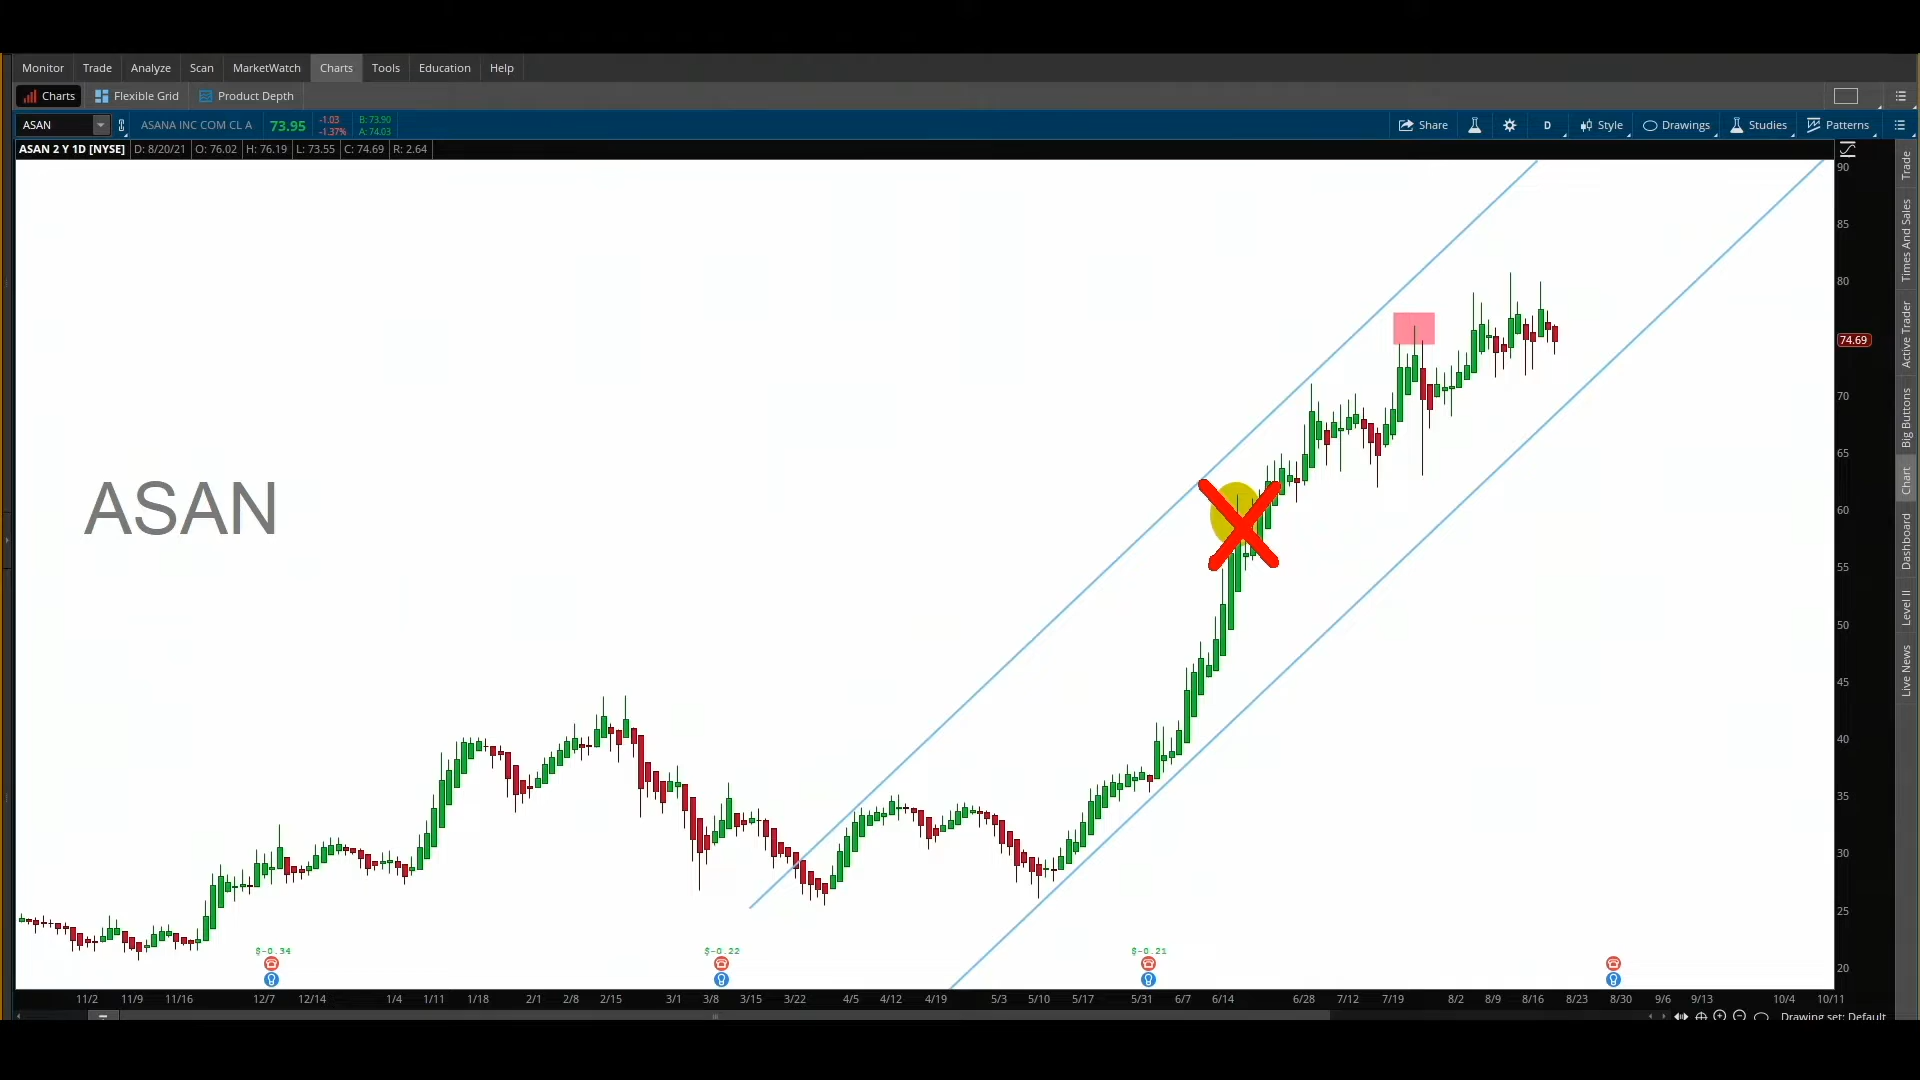 Monitor Trade Analyze Scan MarketWatch Charts Tools Education Help
Charts Flexible Grid Product Depth
ASAN ASANA INC COM CL A 73.95 -1.03 -1.37% B: 73.90 A: 74.03 Share D Style Drawings Studies Patterns
ASAN 2 Y 1D [NYSE] D: 8/20/21 O: 76.02 H: 76.19 L: 73.55 C: 74.69 R: 2.64
90
85
80
74.69
70
65
60
55
50
45
40
35
30
25
20
ASAN
$-0.34 $-0.22 $-0.21
11/2 11/9 11/16 12/7 12/14 1/4 1/11 1/18 2/1 2/8 2/15 3/1 3/8 3/15 3/22 4/5 4/12 4/19 5/3 5/10 5/17 5/31 6/7 6/14 6/28 7/12 7/19 8/2 8/9 8/16 8/23 8/30 9/6 9/13 10/4 10/11
Drawing set: Default
Trade
Times And Sales
Active Trader
Big Buttons
Chart
Dashboard
Level II
Live News